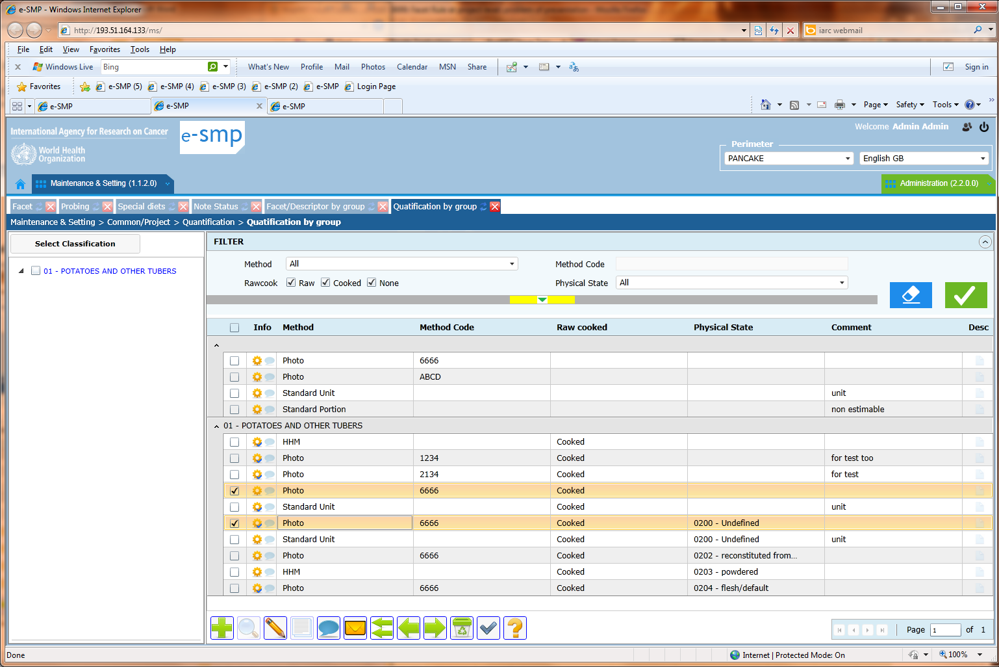 e-SMP - Windows Internet Explorer
http://193.51.164.133/ms/
iarc webmail
File Edit View Favorites Tools Help
Windows Live Bing What's New Profile Mail Photos Calendar MSN Share Sign in
Favorites e-SMP (5) e-SMP (4) e-SMP (3) e-SMP (2) e-SMP Login Page
e-SMP e-SMP e-SMP Page Safety Tools
International Agency for Research on Cancer
World Health
Organization
e-smp
Welcome Admin Admin
Perimeter
PANCAKE English GB
Maintenance & Setting (1.1.2.0) Administration (2.2.0.0)
Facet Probing Special diets Note Status Facet/Descriptor by group Quatification by group
Maintenance & Setting > Common/Project > Quantification > Quatification by group
Select Classification
01 - POTATOES AND OTHER TUBERS
FILTER
Method All Method Code
Rawcook Raw Cooked None Physical State All
Info Method Method Code Raw cooked Physical State Comment Desc
Photo 6666
Photo ABCD
Standard Unit unit
Standard Portion non estimable
01 - POTATOES AND OTHER TUBERS
HHM Cooked
Photo 1234 Cooked for test too
Photo 2134 Cooked for test
Photo 6666 Cooked
Standard Unit Cooked unit
Photo 6666 Cooked 0200 - Undefined
Standard Unit Cooked 0200 - Undefined unit
Photo 6666 Cooked 0202 - reconstituted from...
HHM Cooked 0203 - powdered
Photo 6666 Cooked 0204 - flesh/default
Page 1 of 1
Done Internet | Protected Mode: On 100%